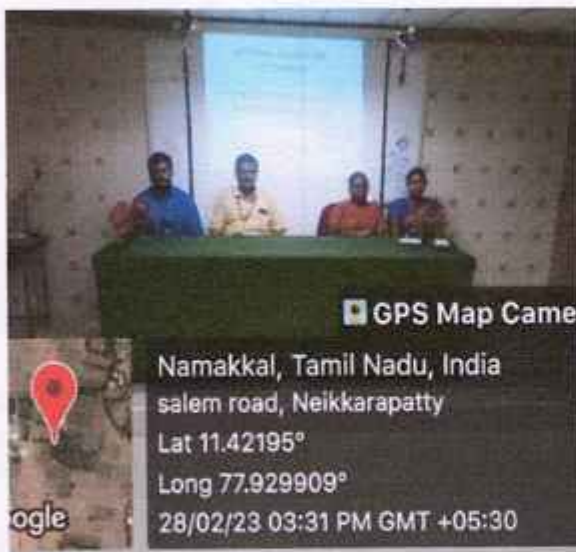 GPS Map Came
Namakkal, Tamil Nadu, India
salem road, Neikkarapatty
Lat 11.42195°
Long 77.929909°
28/02/23 03:31 PM GMT +05:30
oogle